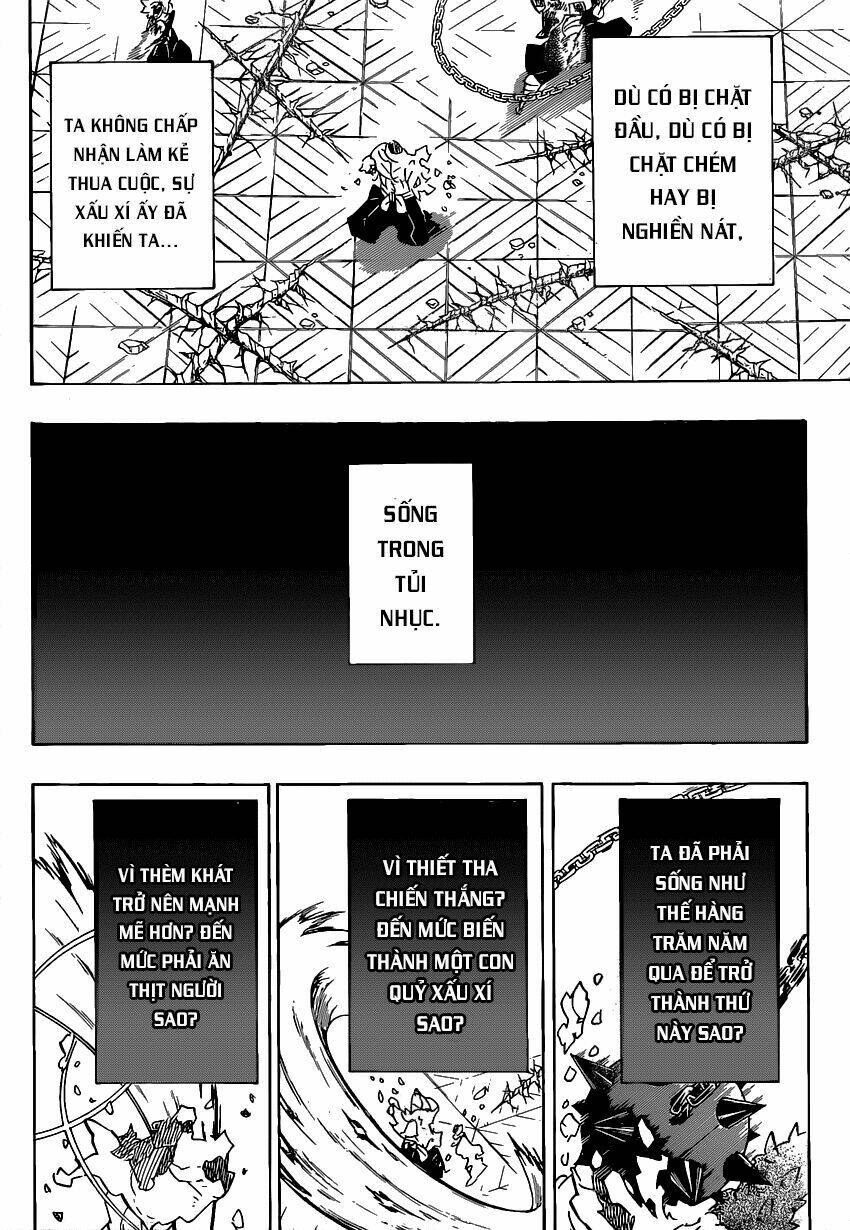 DÙ CÓ BỊ CHẶT
ĐẦU, DÙ CÓ BỊ
CHẶT CHÉM
HAY BỊ
NGHIỀN NÁT,
TA KHÔNG CHẤP
NHẬN LÀM KẺ
THUA CUỘC, SỰ
XẤU XÍ ẤY ĐÃ
KHIẾN TA...
SỐNG
TRONG
TỦI
NHỤC.
TA ĐÃ PHẢI
SỐNG NHƯ
THẾ HÀNG
TRĂM NĂM
QUA ĐỂ TRỞ
THÀNH THỨ
NÀY SAO?
VÌ THIẾT THA
CHIẾN THẮNG?
ĐẾN MỨC BIẾN
THÀNH MỘT CON
QUỶ XẤU XÍ
SAO?
VÌ THÈM KHÁT
TRỞ NÊN MẠNH
MẼ HƠN? ĐẾN
MỨC PHẢI ĂN
THỊT NGƯỜI
SAO?